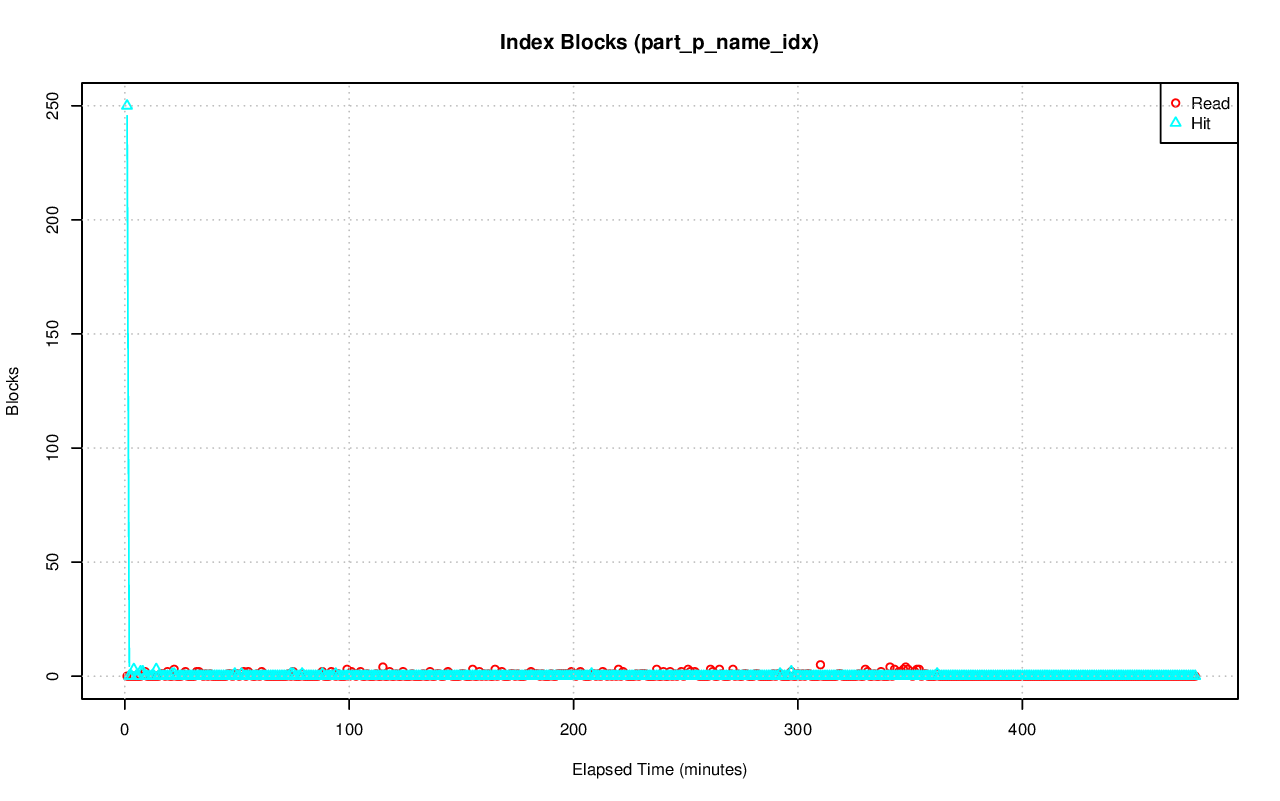 Index Blocks (part_p_name_idx)
Read
Hit
250
200
150
100
50
0
Blocks
0 100 200 300 400
Elapsed Time (minutes)